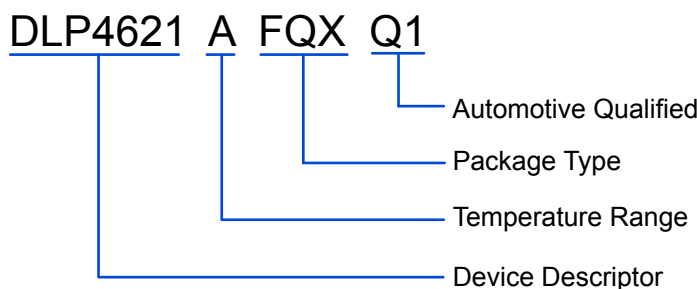 DLP4621 A FQX Q1
Automotive Qualified
Package Type
Temperature Range
Device Descriptor